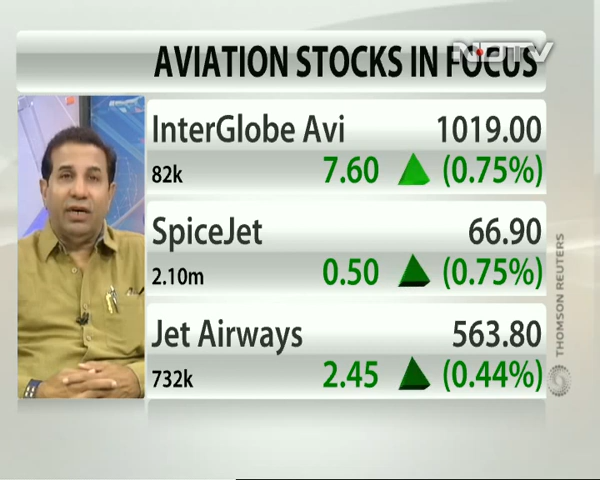 NDTV
AVIATION STOCKS IN FOCUS
InterGlobe Avi 1019.00
82k 7.60 (0.75%)
SpiceJet 66.90
2.10m 0.50 (0.75%)
Jet Airways 563.80
732k 2.45 (0.44%)
THOMSON REUTERS